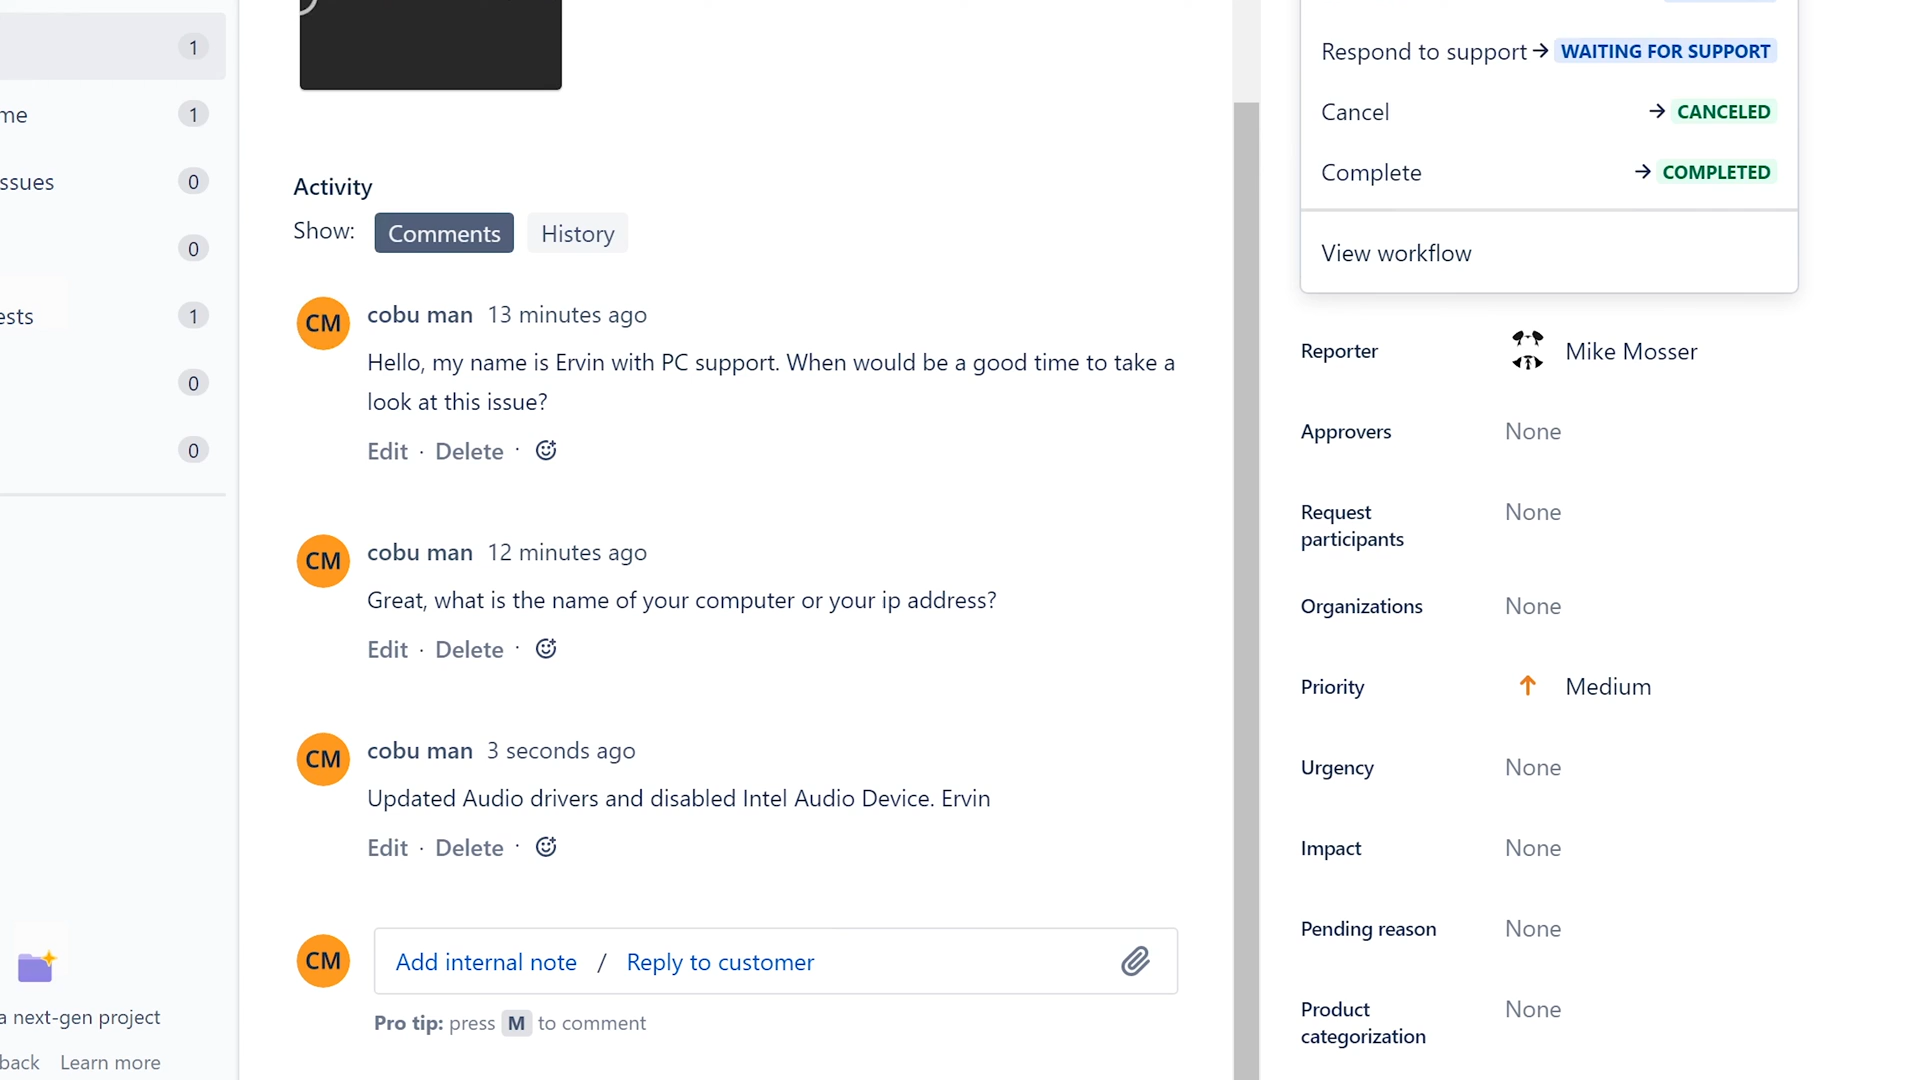 1
me 1
ssues 0
0
ests 1
0
0
a next-gen project
back Learn more
Activity
Show: Comments History
CM cobu man 13 minutes ago
Hello, my name is Ervin with PC support. When would be a good time to take a
look at this issue?
Edit · Delete ·
CM cobu man 12 minutes ago
Great, what is the name of your computer or your ip address?
Edit · Delete ·
CM cobu man 3 seconds ago
Updated Audio drivers and disabled Intel Audio Device. Ervin
Edit · Delete ·
CM Add internal note / Reply to customer
Pro tip: press M to comment
Respond to support → WAITING FOR SUPPORT
Cancel → CANCELED
Complete → COMPLETED
View workflow
Reporter Mike Mosser
Approvers None
Request None
participants
Organizations None
Priority Medium
Urgency None
Impact None
Pending reason None
Product None
categorization